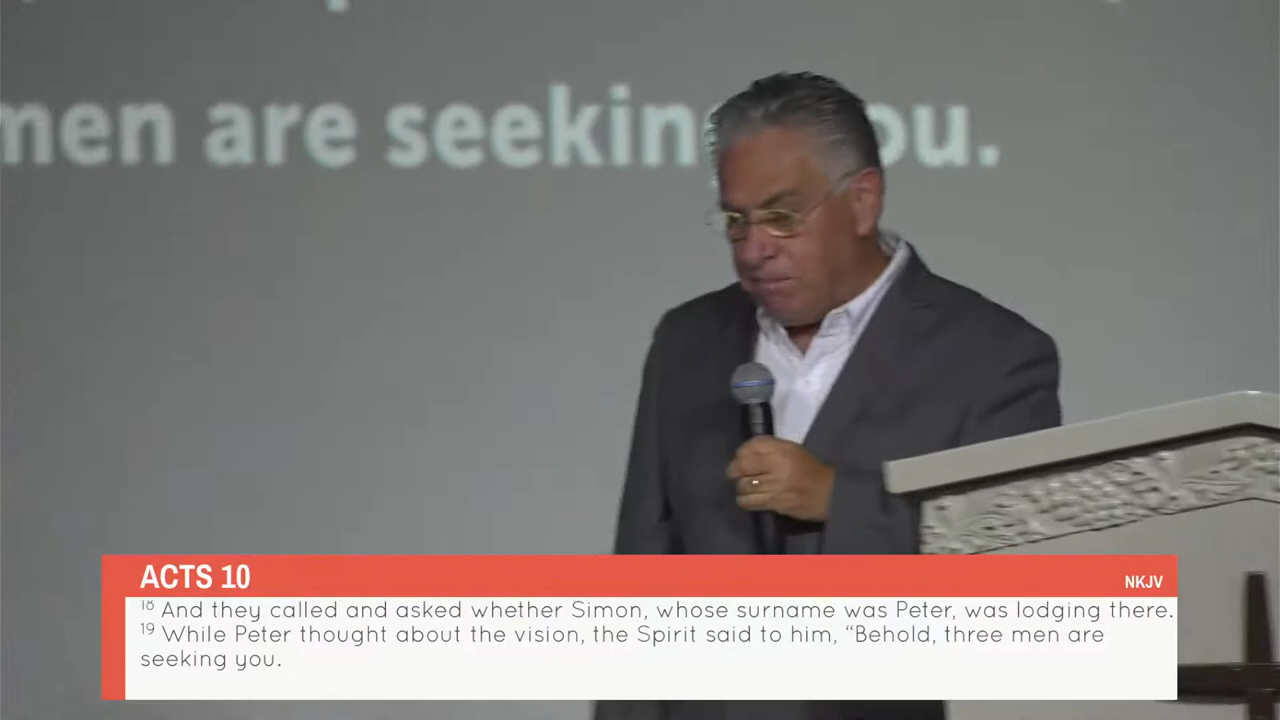 men are seeking you.
ACTS 10
NKJV
18 And they called and asked whether Simon, whose surname was Peter, was lodging there.
19 While Peter thought about the vision, the Spirit said to him, “Behold, three men are
seeking you.